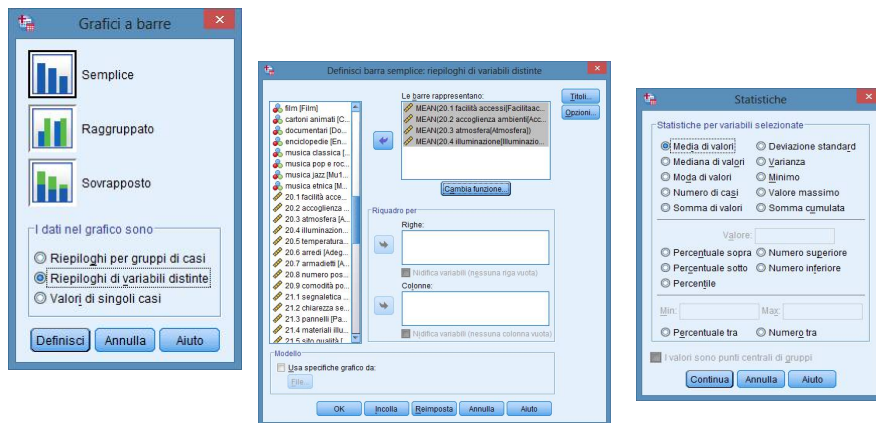 Grafici a barre
Semplice
Raggruppato
Sovrapposto
I dati nel grafico sono
Riepiloghi per gruppi di casi
Riepiloghi di variabili distinte
Valori di singoli casi
Definisci Annulla Aiuto
Definisci barra semplice: riepiloghi di variabili distinte
film [Film]
cartoni animati [C...
documentari [Do...
enciclopedie [En...
musica classica [...
musica pop e roc...
musica jazz [Mu1...
musica etnica [M...
20.1 facilità acce...
20.2 accoglienza ...
20.3 atmosfera [A...
20.4 illuminazion...
20.5 temperatura...
20.6 arredi [Adeg...
20.7 armadietti [A...
20.8 numero pos...
20.9 comodità po...
21.1 segnaletica ...
21.2 chiarezza se...
21.3 pannelli [Pa...
21.4 materiali illu...
21.5 sito qualità [...
Le barre rappresentano:
MEAN(20.1 facilità accessi[Facilitaac...
MEAN(20.2 accoglienza ambienti[Acc...
MEAN(20.3 atmosfera[Atmosfera])
MEAN(20.4 illuminazione[Illuminazio...
Cambia funzione...
Titoli...
Opzioni...
Riquadro per
Righe:
Nidifica variabili (nessuna riga vuota)
Colonne:
Nidifica variabili (nessuna colonna vuota)
Modello
Usa specifiche grafico da:
File...
OK Incolla Reimposta Annulla Aiuto
Statistiche
Statistiche per variabili selezionate
Media di valori Deviazione standard
Mediana di valori Varianza
Moda di valori Minimo
Numero di casi Valore massimo
Somma di valori Somma cumulata
Valore:
Percentuale sopra Numero superiore
Percentuale sotto Numero inferiore
Percentile
Min: Max:
Percentuale tra Numero tra
I valori sono punti centrali di gruppi
Continua Annulla Aiuto